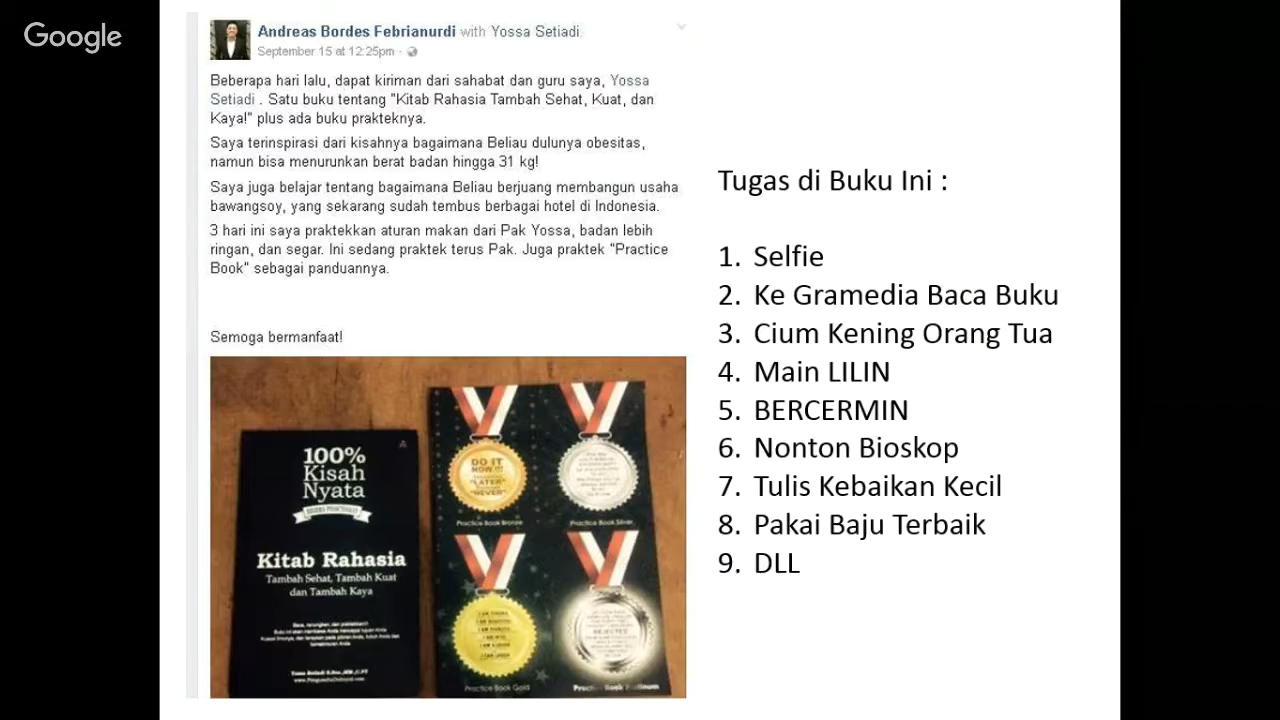 Google
Andreas Bordes Febrianurdi with Yossa Setiadi.
September 15 at 12:25pm ·
Beberapa hari lalu, dapat kiriman dari sahabat dan guru saya, Yossa
Setiadi . Satu buku tentang "Kitab Rahasia Tambah Sehat, Kuat, dan
Kaya!" plus ada buku prakteknya.
Saya terinspirasi dari kisahnya bagaimana Beliau dulunya obesitas,
namun bisa menurunkan berat badan hingga 31 kg!
Saya juga belajar tentang bagaimana Beliau berjuang membangun usaha
bawangsoy, yang sekarang sudah tembus berbagai hotel di Indonesia.
3 hari ini saya praktekkan aturan makan dari Pak Yossa, badan lebih
ringan, dan segar. Ini sedang praktek terus Pak. Juga praktek "Practice
Book" sebagai panduannya.
Semoga bermanfaat!
100%
Kisah
Nyata
Kitab Rahasia
Tambah Sehat, Tambah Kuat
dan Tambah Kaya
DO IT
NOW!!!
"LATER"
"NEVER"
Practice Book Bronze
Practice Book Silver
REJECTED
Practice Book Gold
Practice Book Platinum
Tugas di Buku Ini :
1. Selfie
2. Ke Gramedia Baca Buku
3. Cium Kening Orang Tua
4. Main LILIN
5. BERCERMIN
6. Nonton Bioskop
7. Tulis Kebaikan Kecil
8. Pakai Baju Terbaik
9. DLL